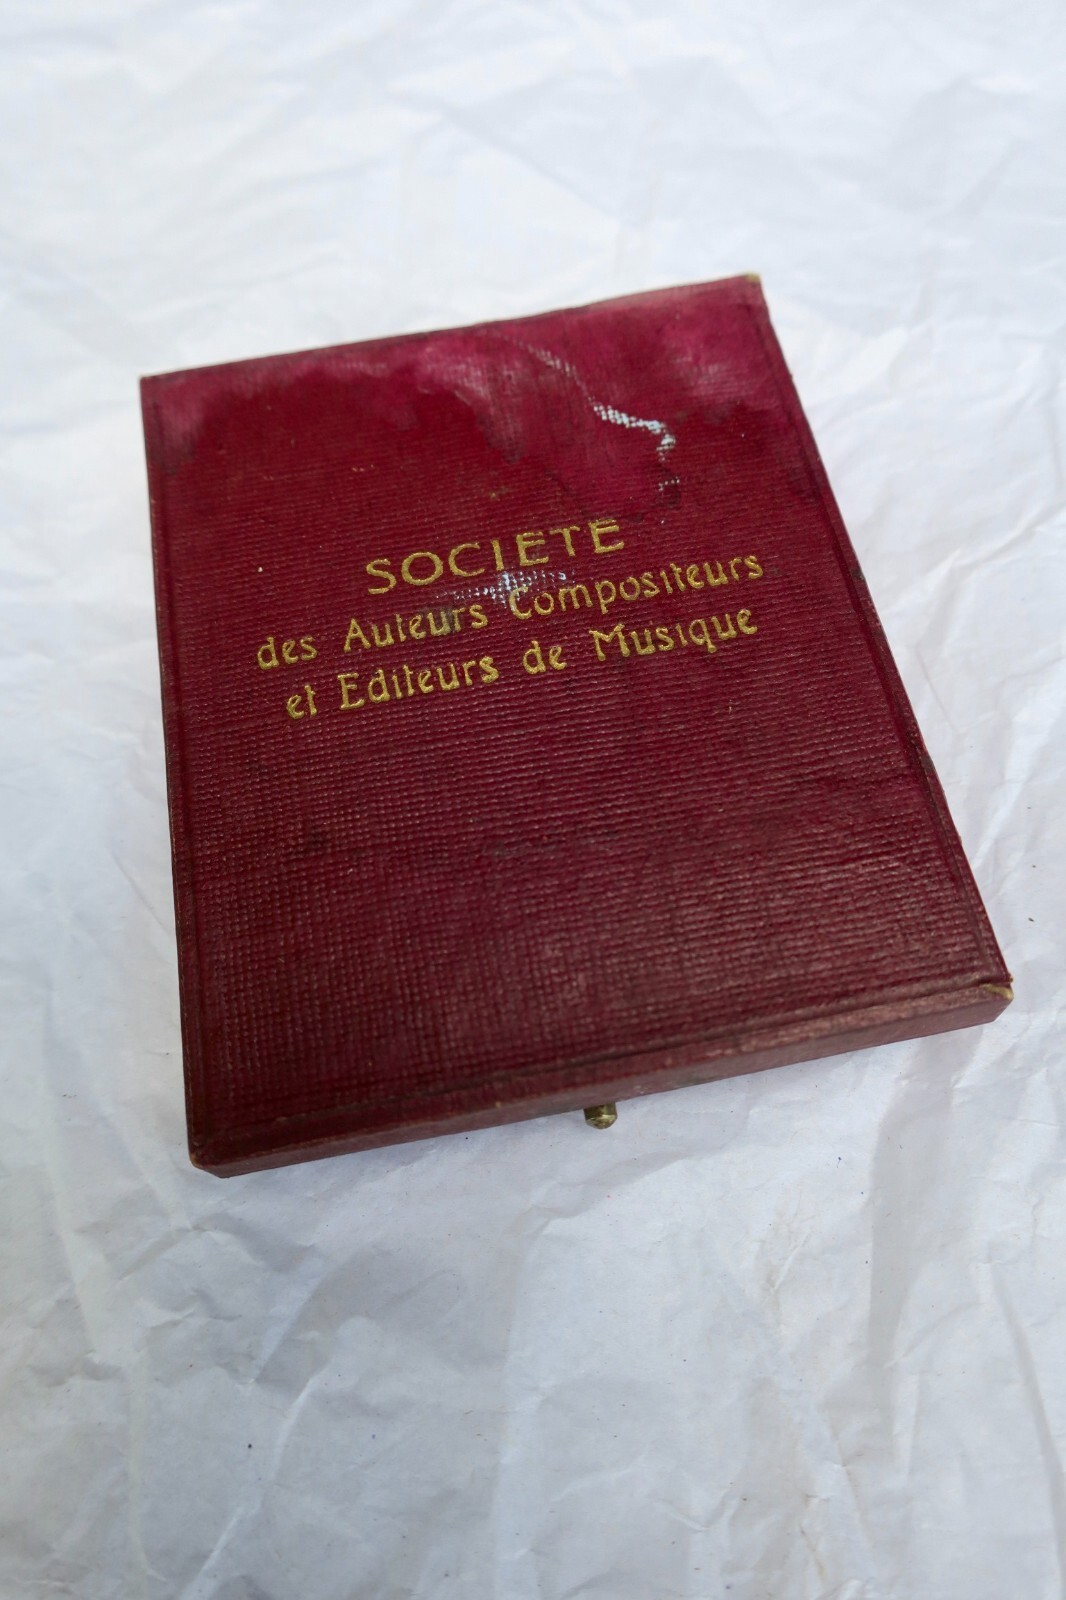 SOCIETE
des Auteurs Compositeurs
et Editeurs de Musique